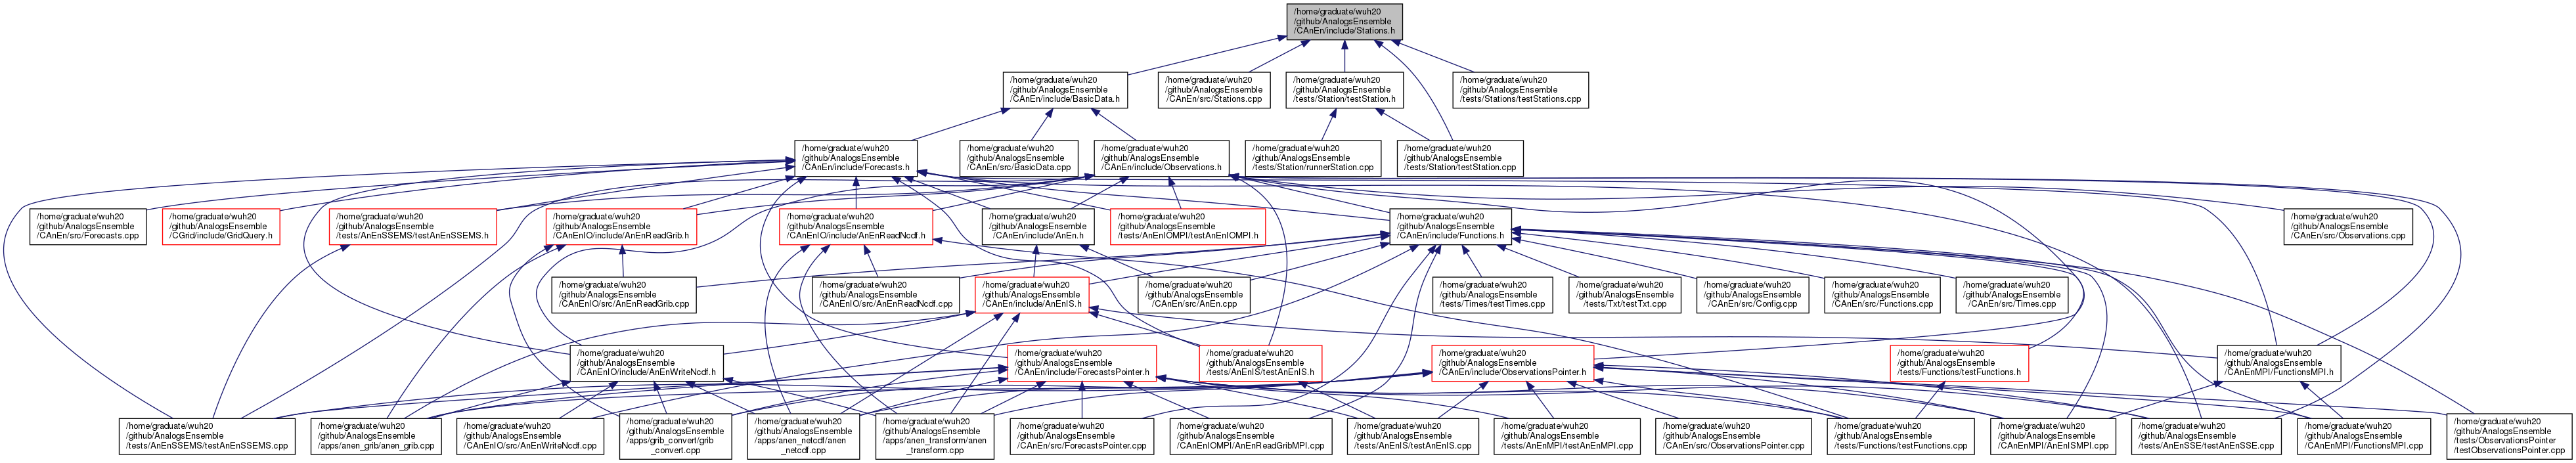 /home/graduate/wuh20
/github/AnalogsEnsemble
/CAnEn/include/Stations.h
/home/graduate/wuh20
/github/AnalogsEnsemble
/CAnEn/include/BasicData.h
/home/graduate/wuh20
/github/AnalogsEnsemble
/CAnEn/src/Stations.cpp
/home/graduate/wuh20
/github/AnalogsEnsemble
/tests/Station/testStation.h
/home/graduate/wuh20
/github/AnalogsEnsemble
/tests/Stations/testStations.cpp
/home/graduate/wuh20
/github/AnalogsEnsemble
/CAnEn/include/Forecasts.h
/home/graduate/wuh20
/github/AnalogsEnsemble
/CAnEn/src/BasicData.cpp
/home/graduate/wuh20
/github/AnalogsEnsemble
/CAnEn/include/Observations.h
/home/graduate/wuh20
/github/AnalogsEnsemble
/tests/Station/runnerStation.cpp
/home/graduate/wuh20
/github/AnalogsEnsemble
/tests/Station/testStation.cpp
/home/graduate/wuh20
/github/AnalogsEnsemble
/CAnEn/src/Forecasts.cpp
/home/graduate/wuh20
/github/AnalogsEnsemble
/CGrid/include/GridQuery.h
/home/graduate/wuh20
/github/AnalogsEnsemble
/tests/AnEnSSEMS/testAnEnSSEMS.h
/home/graduate/wuh20
/github/AnalogsEnsemble
/CAnEnIO/include/AnEnReadGrib.h
/home/graduate/wuh20
/github/AnalogsEnsemble
/CAnEnIO/include/AnEnReadNcdf.h
/home/graduate/wuh20
/github/AnalogsEnsemble
/CAnEn/include/AnEn.h
/home/graduate/wuh20
/github/AnalogsEnsemble
/tests/AnEnIOMPI/testAnEnIOMPI.h
/home/graduate/wuh20
/github/AnalogsEnsemble
/CAnEn/include/Functions.h
/home/graduate/wuh20
/github/AnalogsEnsemble
/CAnEn/src/Observations.cpp
/home/graduate/wuh20
/github/AnalogsEnsemble
/CAnEnIO/src/AnEnReadGrib.cpp
/home/graduate/wuh20
/github/AnalogsEnsemble
/CAnEnIO/src/AnEnReadNcdf.cpp
/home/graduate/wuh20
/github/AnalogsEnsemble
/CAnEn/include/AnEnIS.h
/home/graduate/wuh20
/github/AnalogsEnsemble
/CAnEn/src/AnEn.cpp
/home/graduate/wuh20
/github/AnalogsEnsemble
/tests/Times/testTimes.cpp
/home/graduate/wuh20
/github/AnalogsEnsemble
/tests/Txt/testTxt.cpp
/home/graduate/wuh20
/github/AnalogsEnsemble
/CAnEn/src/Config.cpp
/home/graduate/wuh20
/github/AnalogsEnsemble
/CAnEn/src/Functions.cpp
/home/graduate/wuh20
/github/AnalogsEnsemble
/CAnEn/src/Times.cpp
/home/graduate/wuh20
/github/AnalogsEnsemble
/CAnEnIO/include/AnEnWriteNcdf.h
/home/graduate/wuh20
/github/AnalogsEnsemble
/CAnEn/include/ForecastsPointer.h
/home/graduate/wuh20
/github/AnalogsEnsemble
/tests/AnEnIS/testAnEnIS.h
/home/graduate/wuh20
/github/AnalogsEnsemble
/CAnEn/include/ObservationsPointer.h
/home/graduate/wuh20
/github/AnalogsEnsemble
/tests/Functions/testFunctions.h
/home/graduate/wuh20
/github/AnalogsEnsemble
/CAnEnMPI/FunctionsMPI.h
/home/graduate/wuh20
/github/AnalogsEnsemble
/tests/AnEnSSEMS/testAnEnSSEMS.cpp
/home/graduate/wuh20
/github/AnalogsEnsemble
/apps/anen_grib/anen_grib.cpp
/home/graduate/wuh20
/github/AnalogsEnsemble
/CAnEnIO/src/AnEnWriteNcdf.cpp
/home/graduate/wuh20
/github/AnalogsEnsemble
/apps/grib_convert/grib
_convert.cpp
/home/graduate/wuh20
/github/AnalogsEnsemble
/apps/anen_netcdf/anen
_netcdf.cpp
/home/graduate/wuh20
/github/AnalogsEnsemble
/apps/anen_transform/anen
_transform.cpp
/home/graduate/wuh20
/github/AnalogsEnsemble
/CAnEn/src/ForecastsPointer.cpp
/home/graduate/wuh20
/github/AnalogsEnsemble
/CAnEnIOMPI/AnEnReadGribMPI.cpp
/home/graduate/wuh20
/github/AnalogsEnsemble
/tests/AnEnIS/testAnEnIS.cpp
/home/graduate/wuh20
/github/AnalogsEnsemble
/tests/AnEnMPI/testAnEnMPI.cpp
/home/graduate/wuh20
/github/AnalogsEnsemble
/CAnEn/src/ObservationsPointer.cpp
/home/graduate/wuh20
/github/AnalogsEnsemble
/tests/Functions/testFunctions.cpp
/home/graduate/wuh20
/github/AnalogsEnsemble
/CAnEnMPI/AnEnISMPI.cpp
/home/graduate/wuh20
/github/AnalogsEnsemble
/tests/AnEnSSE/testAnEnSSE.cpp
/home/graduate/wuh20
/github/AnalogsEnsemble
/CAnEnMPI/FunctionsMPI.cpp
/home/graduate/wuh20
/github/AnalogsEnsemble
/tests/ObservationsPointer
/testObservationsPointer.cpp